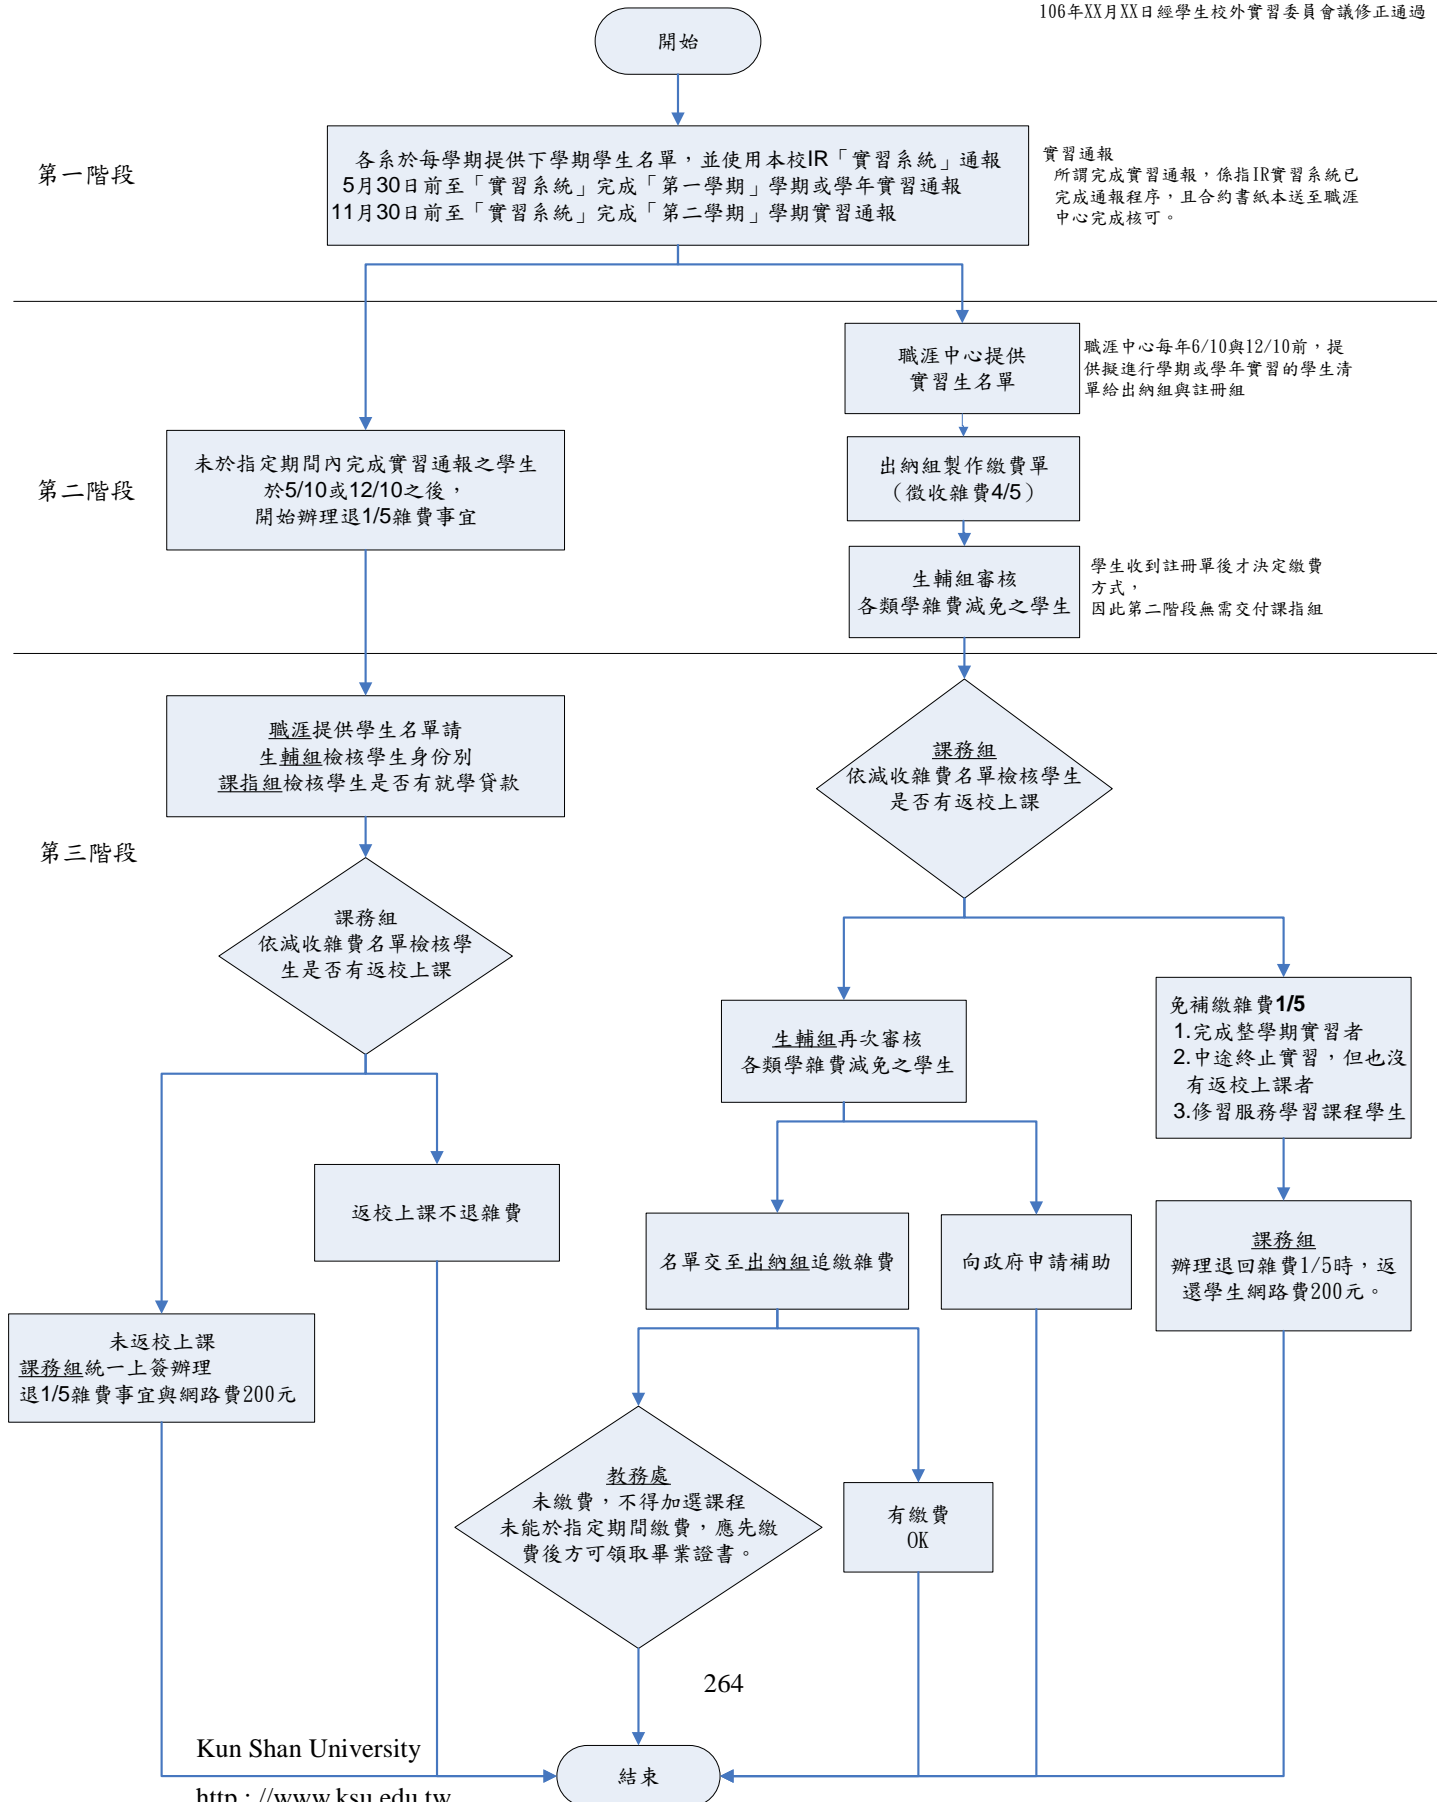 106年XX月XX日經學生校外實習委員會議修正通過
開始
第一階段
各系於每學期提供下學期學生名單，並使用本校IR「實習系統」通報
5月30日前至「實習系統」完成「第一學期」學期或學年實習通報
11月30日前至「實習系統」完成「第二學期」學期實習通報
實習通報
所謂完成實習通報，係指IR實習系統已
完成通報程序，且合約書紙本送至職涯
中心完成核可。
第二階段
職涯中心提供
實習生名單
職涯中心每年6/10與12/10前，提
供擬進行學期或學年實習的學生清
單給出納組與註冊組
未於指定期間內完成實習通報之學生
於5/10或12/10之後，
開始辦理退1/5雜費事宜
出納組製作繳費單
（徵收雜費4/5）
生輔組審核
各類學雜費減免之學生
學生收到註冊單後才決定繳費
方式，
因此第二階段無需交付課指組
第三階段
職涯提供學生名單請
生輔組檢核學生身份別
課指組檢核學生是否有就學貸款
課務組
依減收雜費名單檢核學生
是否有返校上課
課務組
依減收雜費名單檢核學
生是否有返校上課
生輔組再次審核
各類學雜費減免之學生
免補繳雜費1/5
1.完成整學期實習者
2.中途終止實習，但也沒
有返校上課者
3.修習服務學習課程學生
返校上課不退雜費
名單交至出納組追繳雜費
向政府申請補助
課務組
辦理退回雜費1/5時，返
還學生網路費200元。
未返校上課
課務組統一上簽辦理
退1/5雜費事宜與網路費200元
教務處
未繳費，不得加選課程
未能於指定期間繳費，應先繳
費後方可領取畢業證書。
有繳費
OK
264
Kun Shan University
結束
http：//www.ksu.edu.tw